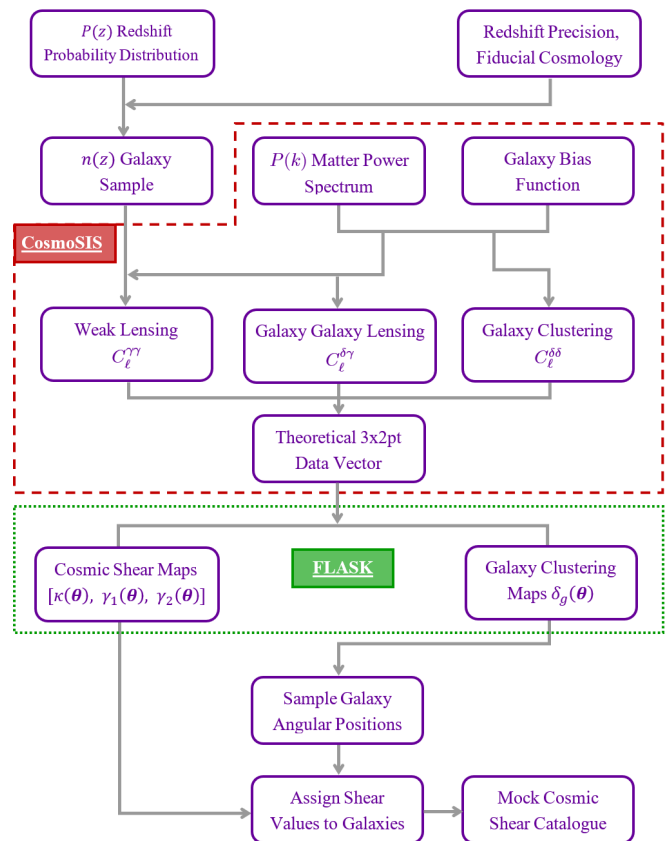 P(z) Redshift
Probability Distribution
Redshift Precision,
Fiducial Cosmology
n(z) Galaxy
Sample
P(k) Matter Power
Spectrum
Galaxy Bias
Function
CosmoSIS
Weak Lensing
C_ℓ^{γγ}
Galaxy Galaxy Lensing
C_ℓ^{δγ}
Galaxy Clustering
C_ℓ^{δδ}
Theoretical 3x2pt
Data Vector
FLASK
Cosmic Shear Maps
[κ(θ), γ₁(θ), γ₂(θ)]
Galaxy Clustering
Maps δ_g(θ)
Sample Galaxy
Angular Positions
Assign Shear
Values to Galaxies
Mock Cosmic
Shear Catalogue